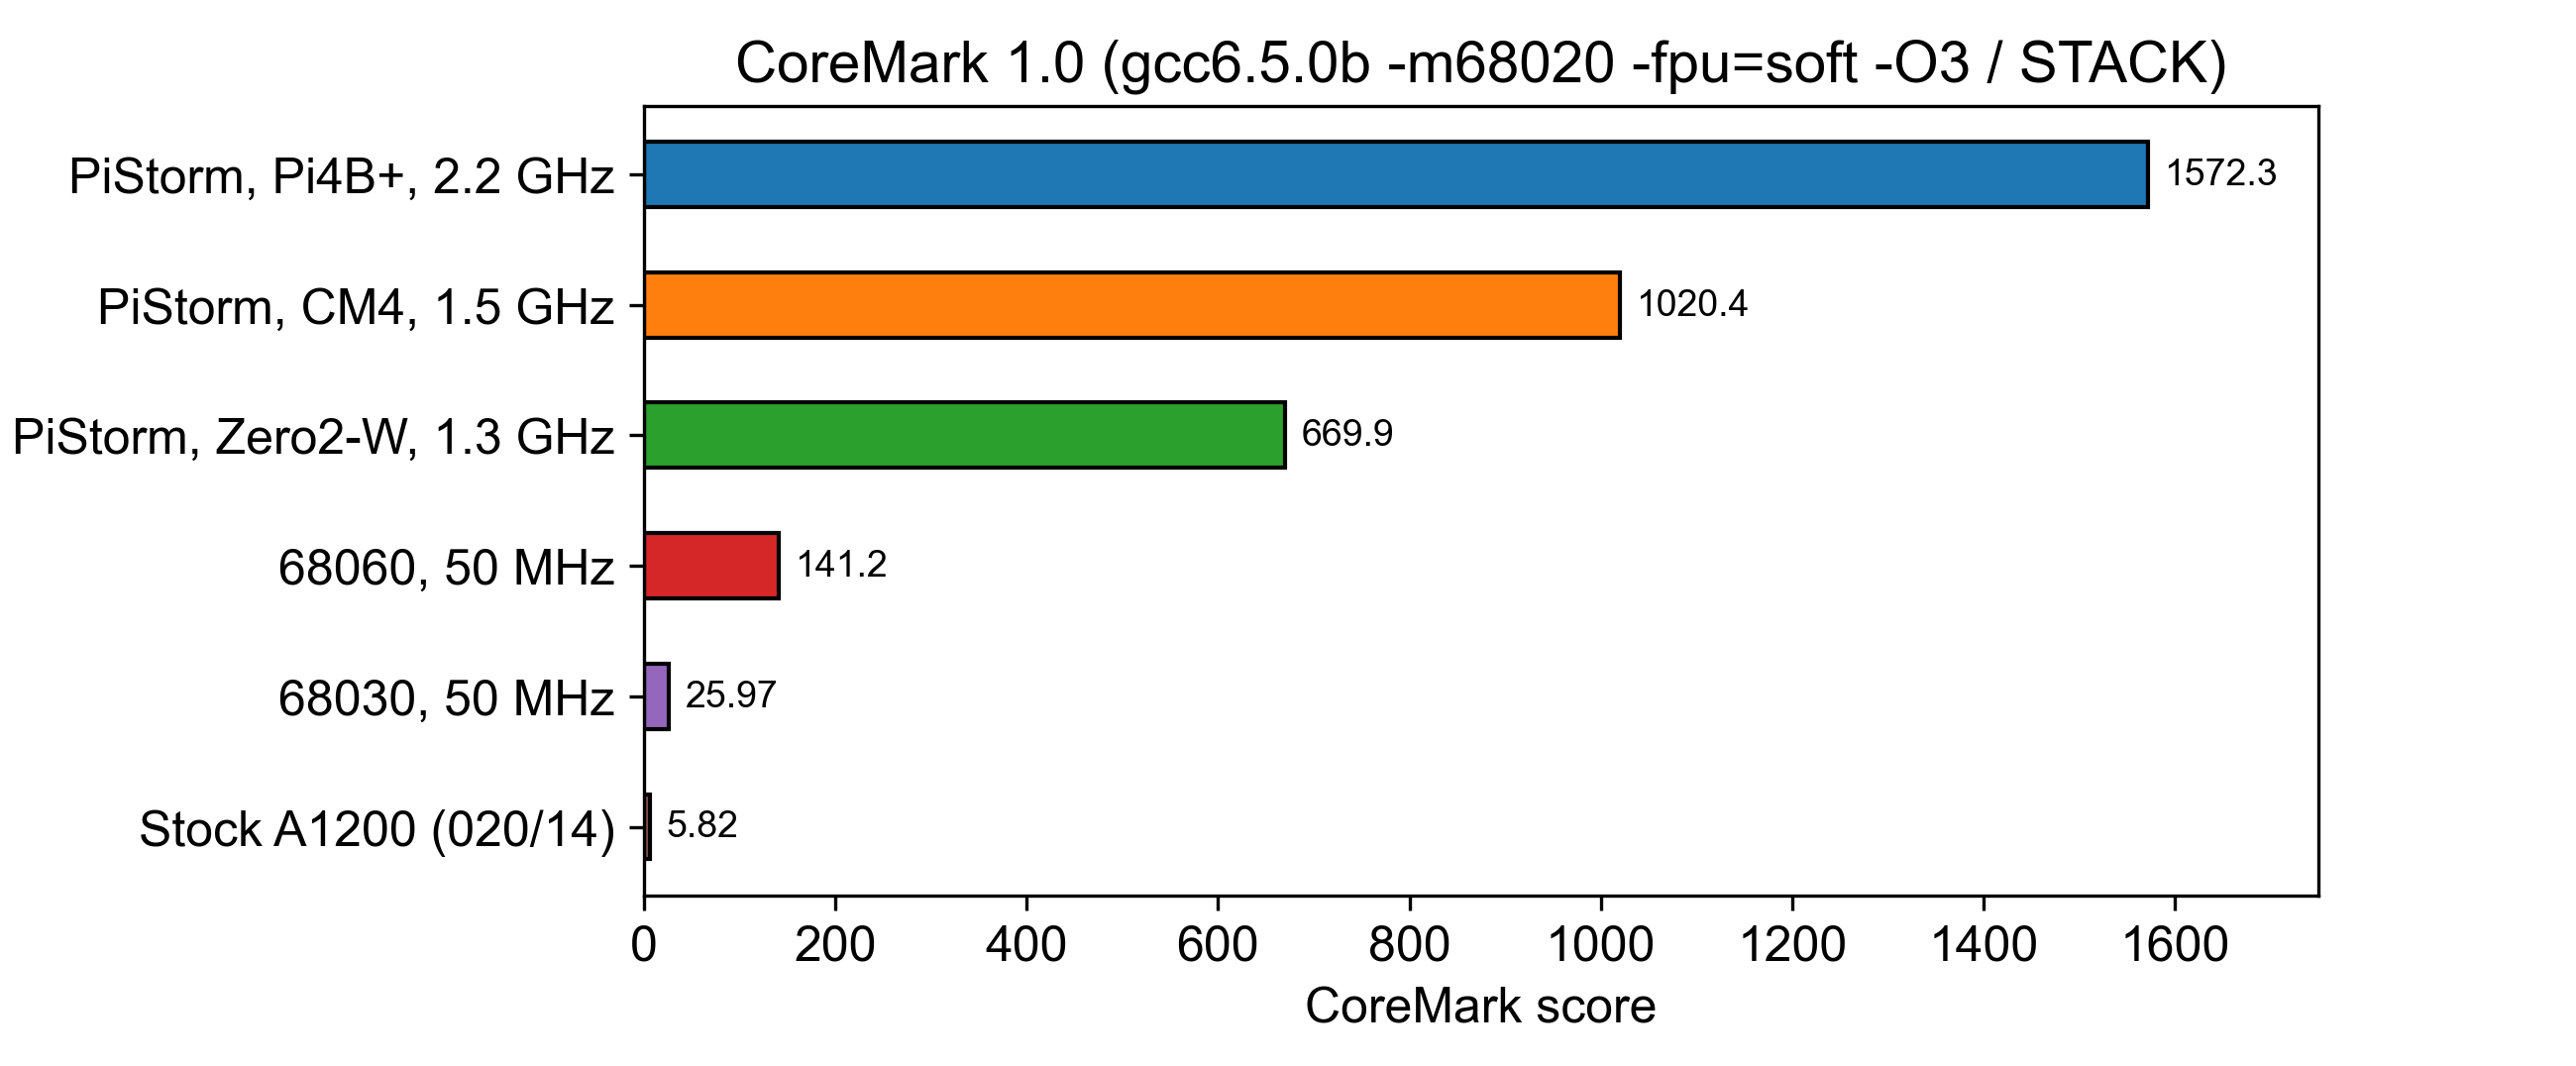 CoreMark 1.0 (gcc6.5.0b -m68020 -fpu=soft -O3 / STACK)
PiStorm, Pi4B+, 2.2 GHz
1572.3
PiStorm, CM4, 1.5 GHz
1020.4
PiStorm, Zero2-W, 1.3 GHz
669.9
68060, 50 MHz
141.2
68030, 50 MHz
25.97
Stock A1200 (020/14)
5.82
0 200 400 600 800 1000 1200 1400 1600
CoreMark score